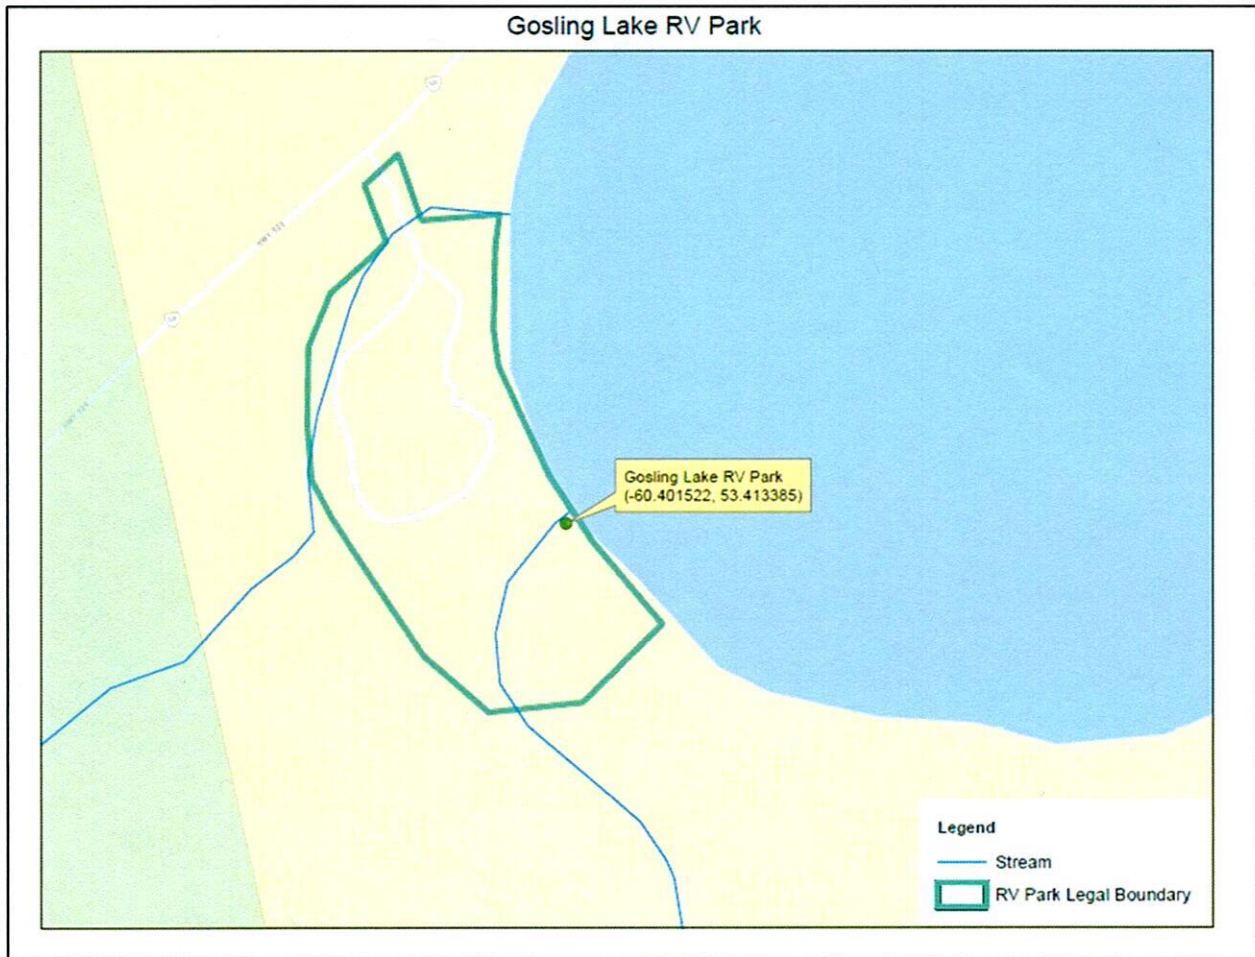 Gosling Lake RV Park
Gosling Lake RV Park
(-60.401522, 53.413385)
Legend
Stream
RV Park Legal Boundary